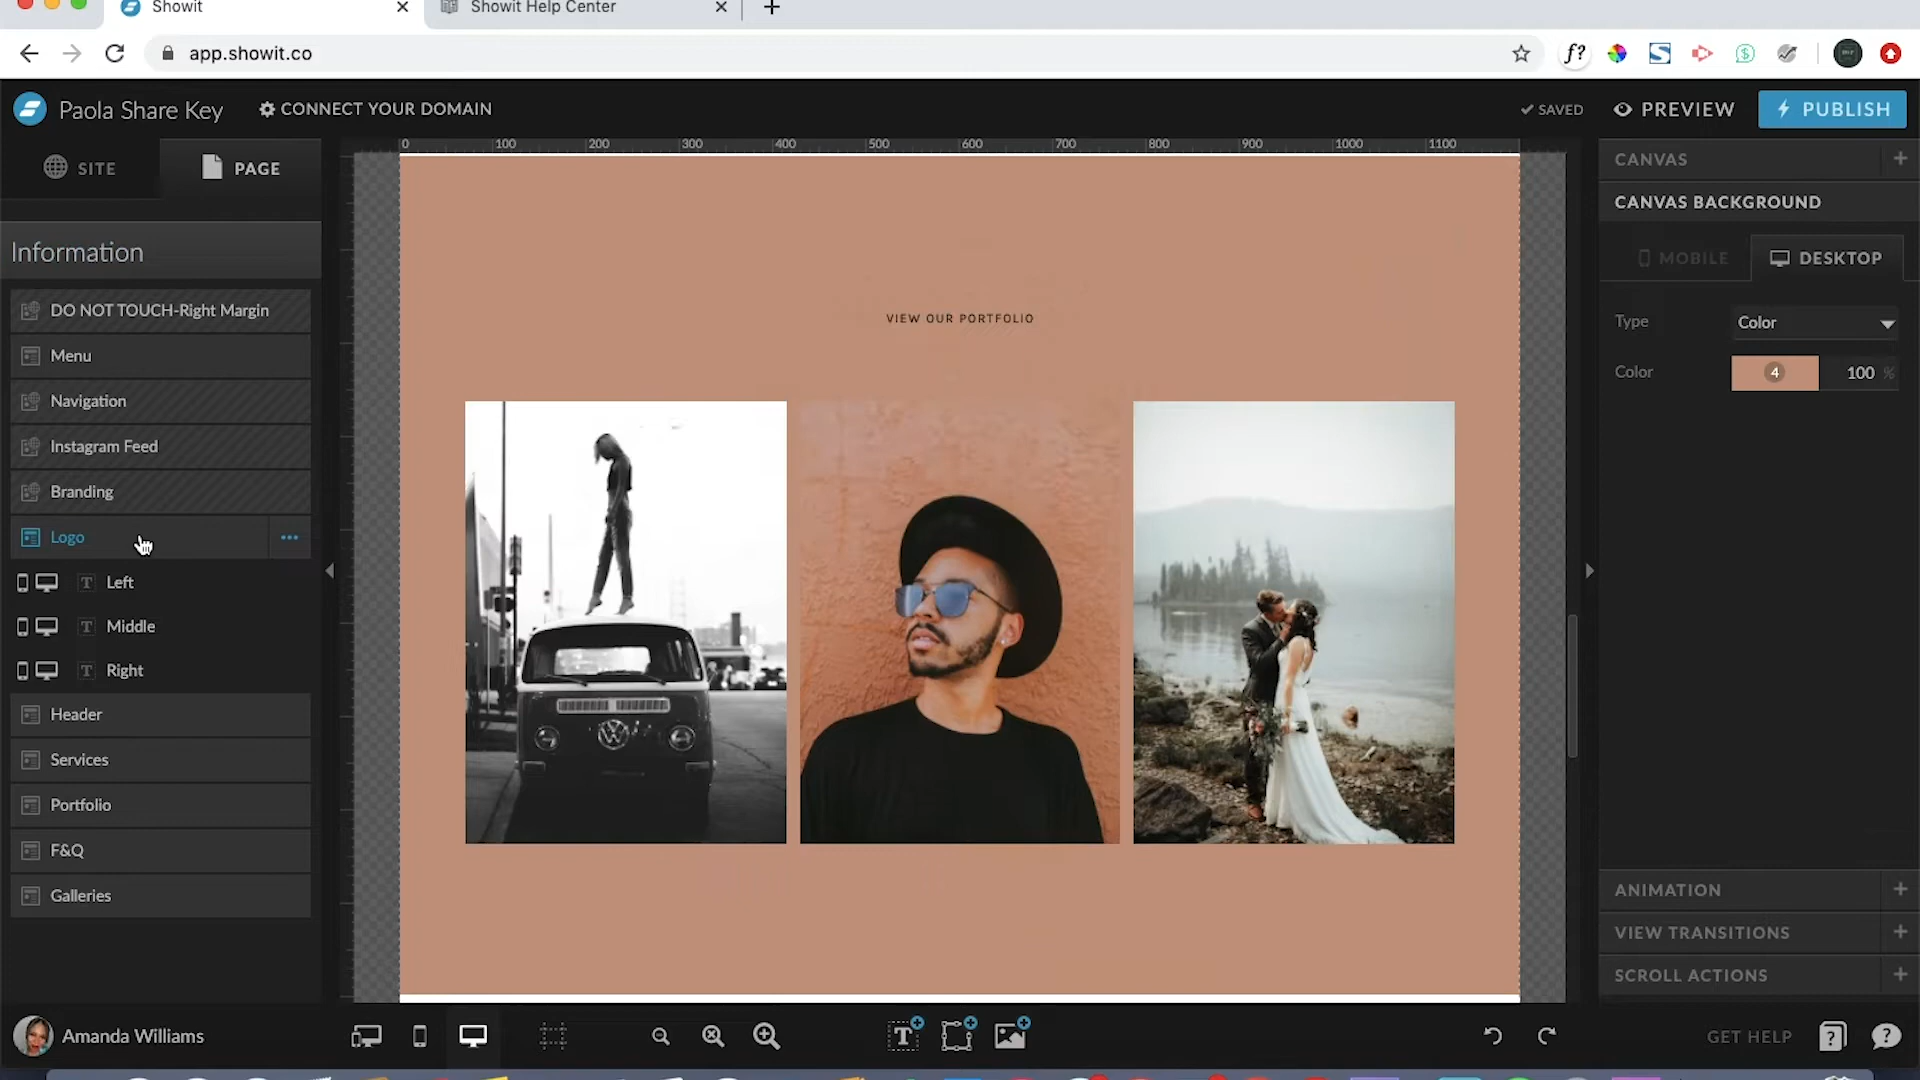 Showit
Showit Help Center
app.showit.co
f?
S
Paola Share Key
CONNECT YOUR DOMAIN
SAVED
PREVIEW
PUBLISH
SITE
PAGE
0 100 200 300 400 500 600 700 800 900 1000 1100
CANVAS
CANVAS BACKGROUND
MOBILE
DESKTOP
Type
Color
Color
4
100 %
Information
DO NOT TOUCH-Right Margin
Menu
Navigation
Instagram Feed
Branding
Logo
T Left
T Middle
T Right
Header
Services
Portfolio
F&Q
Galleries
VIEW OUR PORTFOLIO
ANIMATION
VIEW TRANSITIONS
SCROLL ACTIONS
Amanda Williams
T
GET HELP
?
?